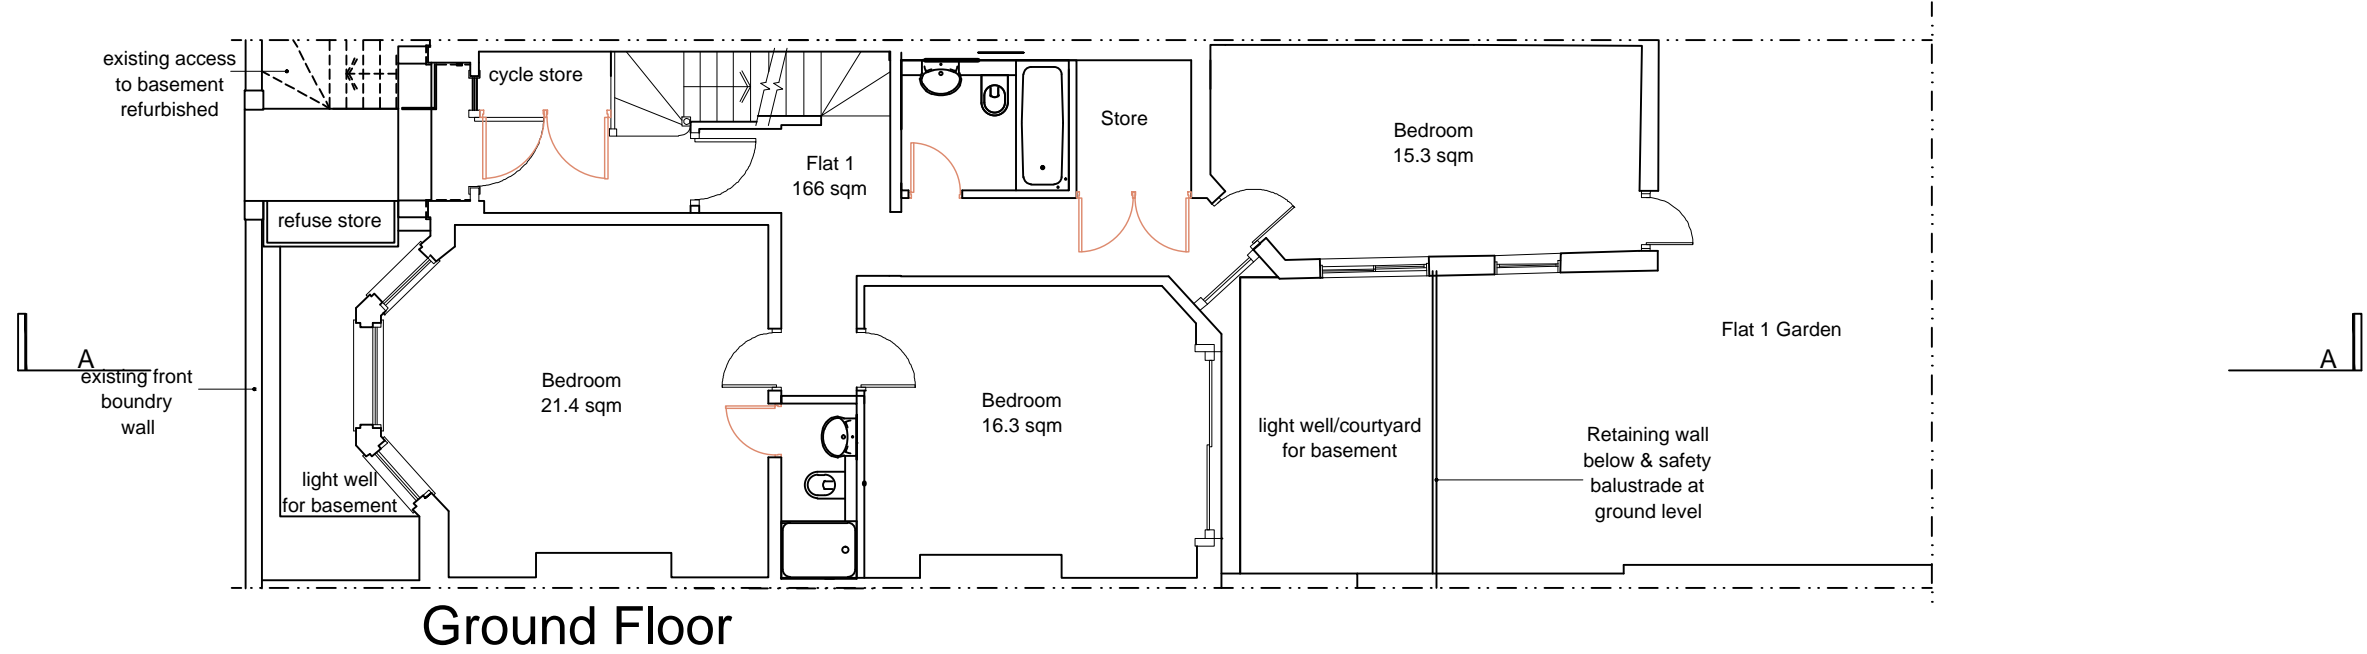 existing access
to basement
refurbished
cycle store
Flat 1
166 sqm
Store
Bedroom
15.3 sqm
refuse store
A
existing front
boundry
wall
Bedroom
21.4 sqm
Bedroom
16.3 sqm
light well
for basement
light well/courtyard
for basement
Flat 1 Garden
Retaining wall
below & safety
balustrade at
ground level
A
Ground Floor